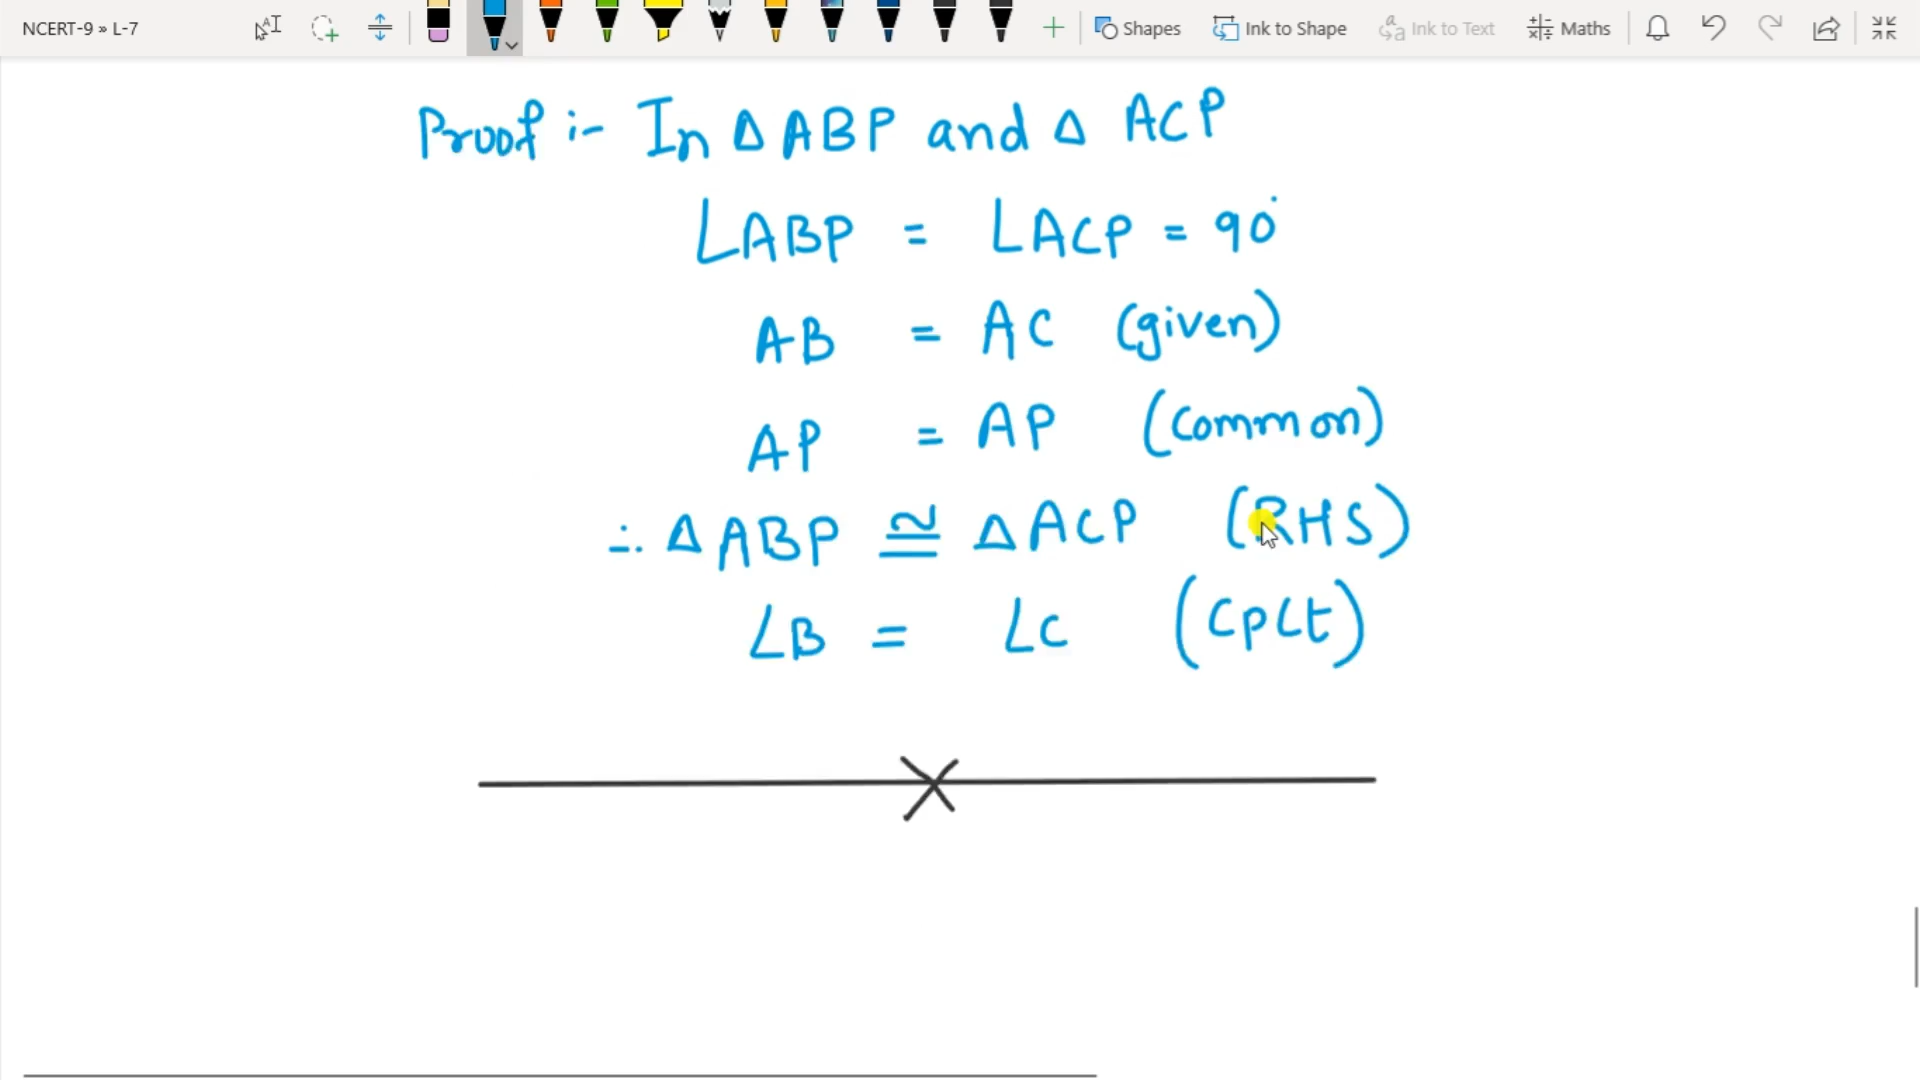 NCERT-9 » L-7
Shapes
Ink to Shape
Ink to Text
Maths
Proof :- In Δ ABP and Δ ACP
∠ABP = ∠ACP = 90°
AB = AC (given)
AP = AP (Common)
∴ Δ ABP ≅ Δ ACP (RHS)
∠B = ∠C (CPCt)